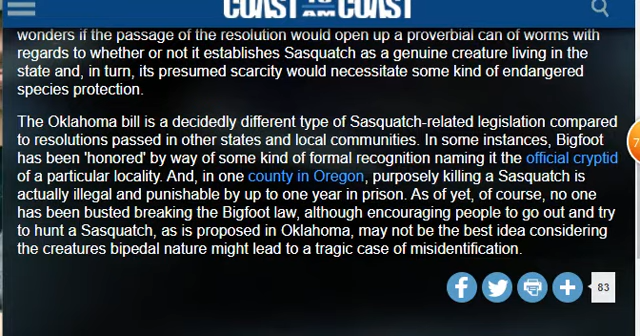 COAST TO COAST
AM
wonders if the passage of the resolution would open up a proverbial can of worms with
regards to whether or not it establishes Sasquatch as a genuine creature living in the
state and, in turn, its presumed scarcity would necessitate some kind of endangered
species protection.
The Oklahoma bill is a decidedly different type of Sasquatch-related legislation compared
to resolutions passed in other states and local communities. In some instances, Bigfoot
has been 'honored' by way of some kind of formal recognition naming it the official cryptid
of a particular locality. And, in one county in Oregon, purposely killing a Sasquatch is
actually illegal and punishable by up to one year in prison. As of yet, of course, no one
has been busted breaking the Bigfoot law, although encouraging people to go out and try
to hunt a Sasquatch, as is proposed in Oklahoma, may not be the best idea considering
the creatures bipedal nature might lead to a tragic case of misidentification.
83